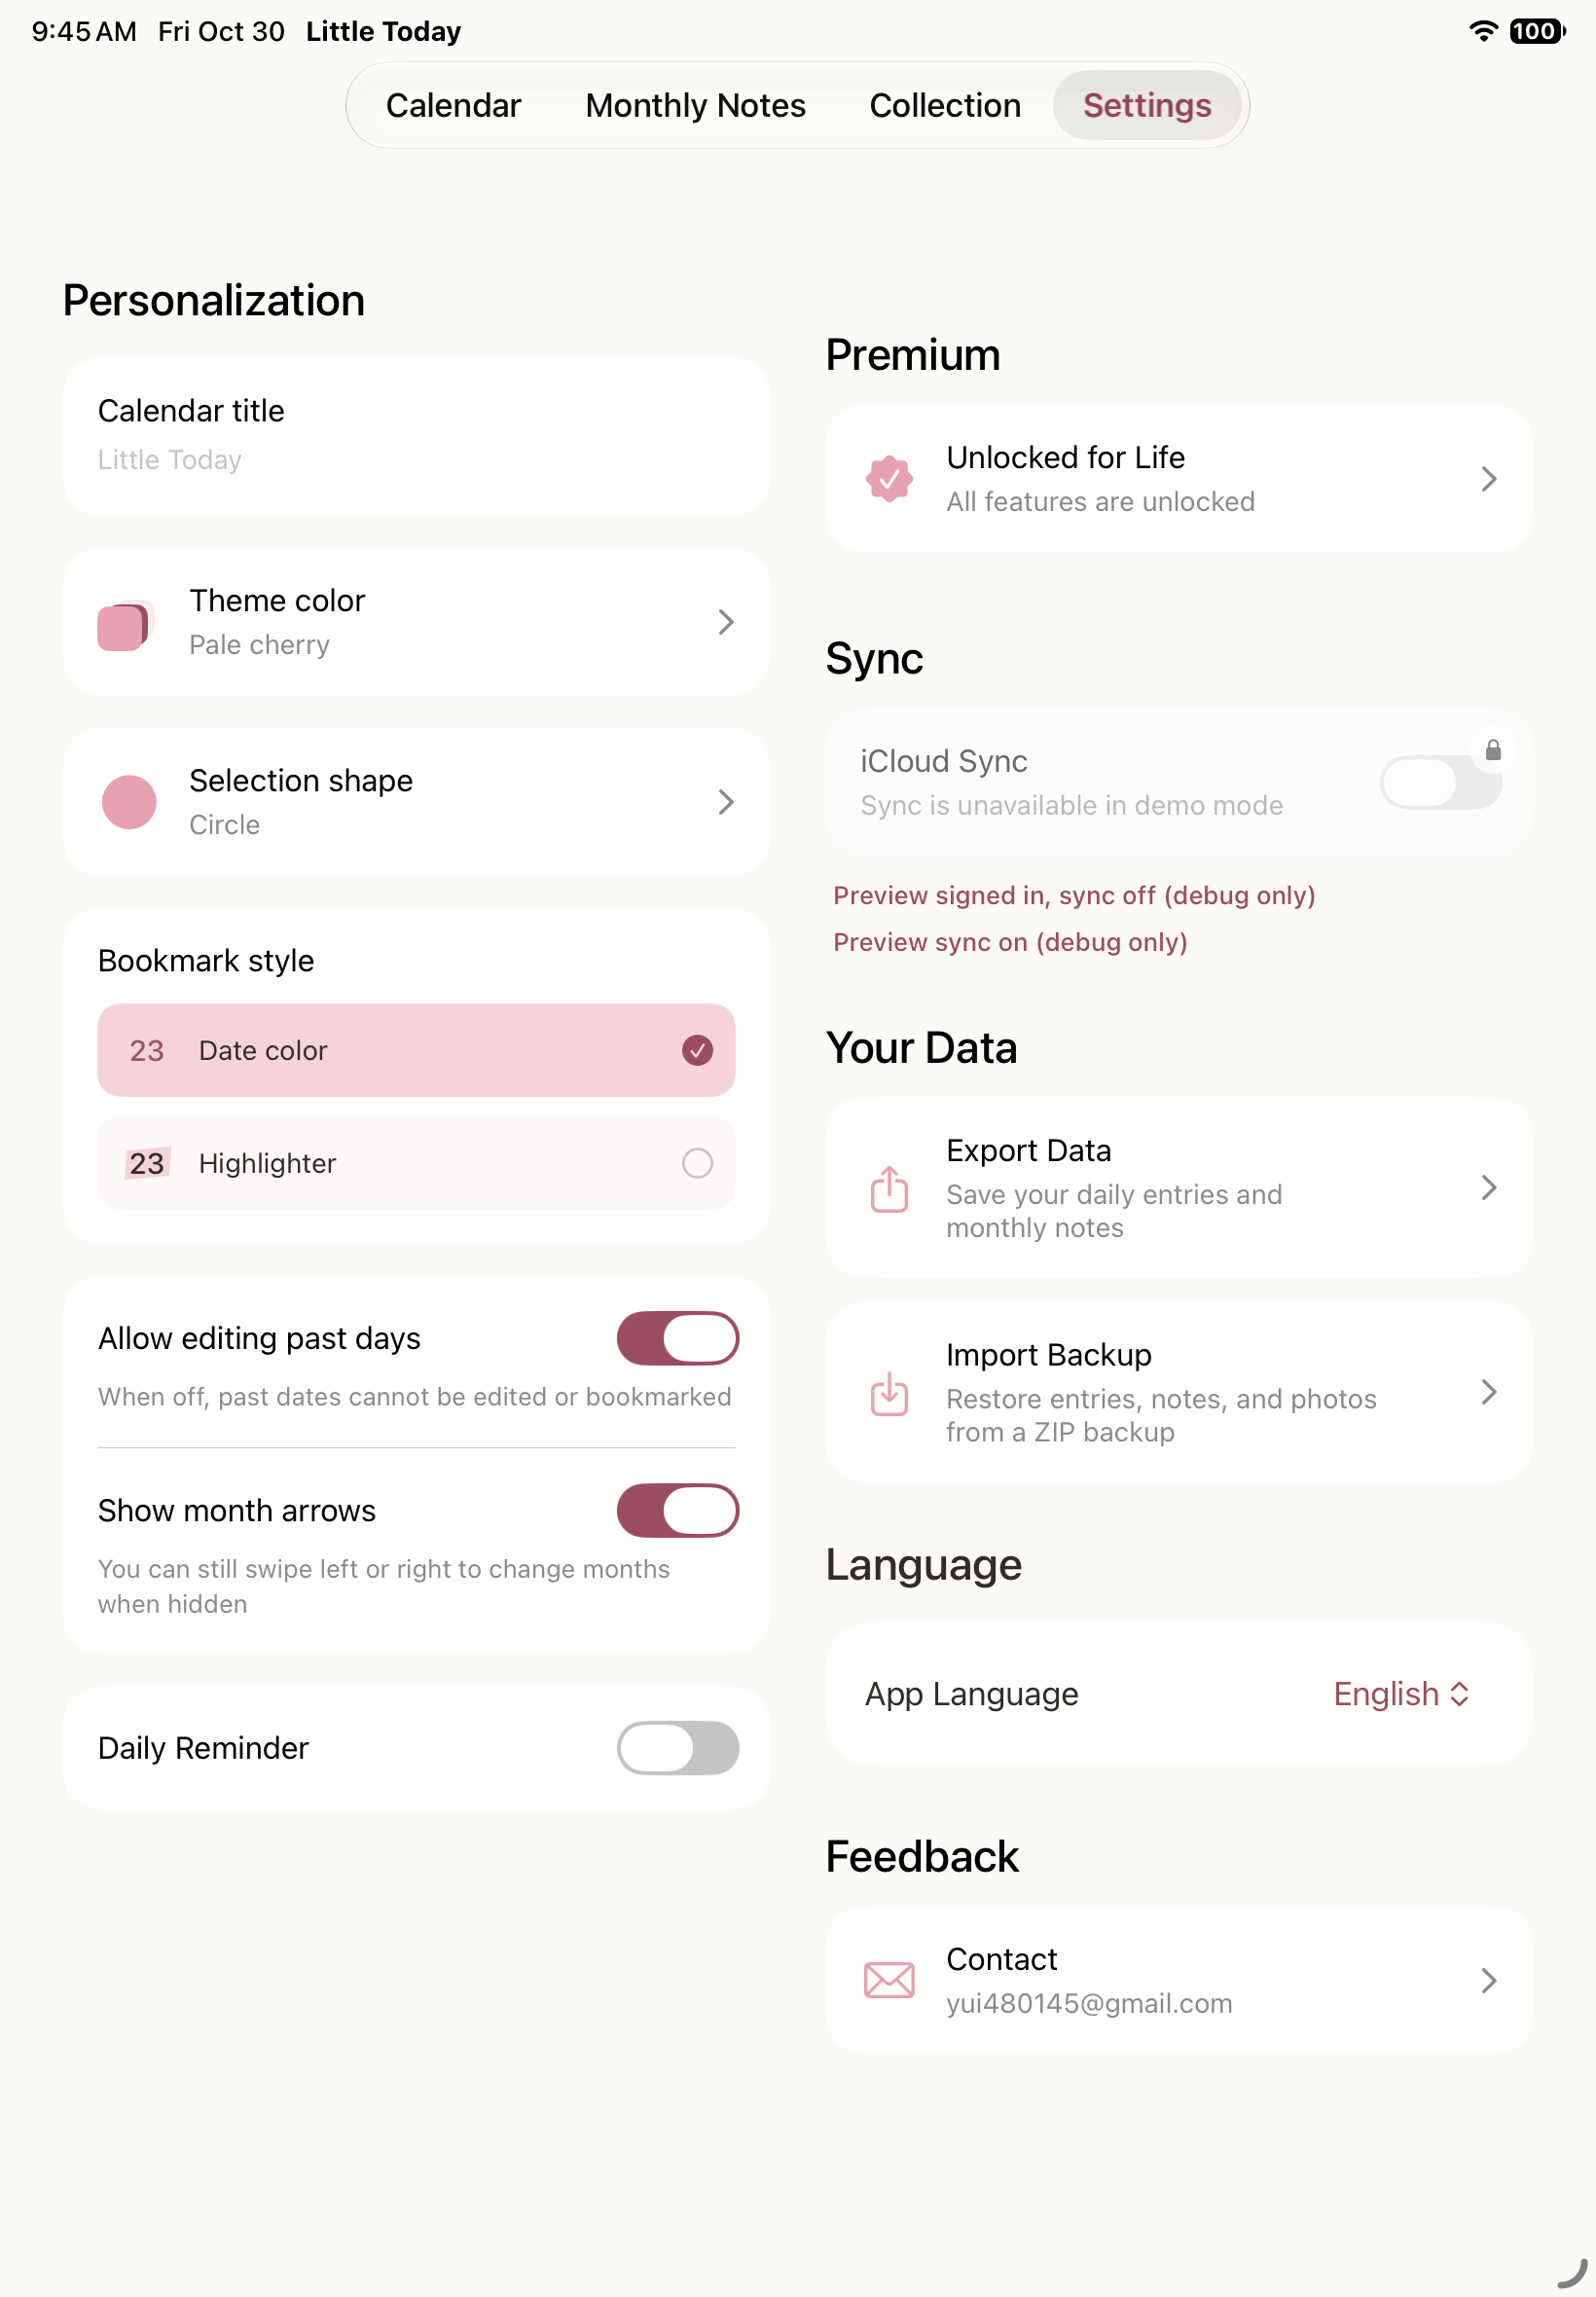 9:45 AM Fri Oct 30 Little Today
100
Calendar
Monthly Notes
Collection
Settings
Personalization
Calendar title
Little Today
Theme color
Pale cherry
Selection shape
Circle
Bookmark style
23 Date color
23 Highlighter
Allow editing past days
When off, past dates cannot be edited or bookmarked
Show month arrows
You can still swipe left or right to change months
when hidden
Daily Reminder
Premium
Unlocked for Life
All features are unlocked
Sync
iCloud Sync
Sync is unavailable in demo mode
Preview signed in, sync off (debug only)
Preview sync on (debug only)
Your Data
Export Data
Save your daily entries and
monthly notes
Import Backup
Restore entries, notes, and photos
from a ZIP backup
Language
App Language
English
Feedback
Contact
yui480145@gmail.com